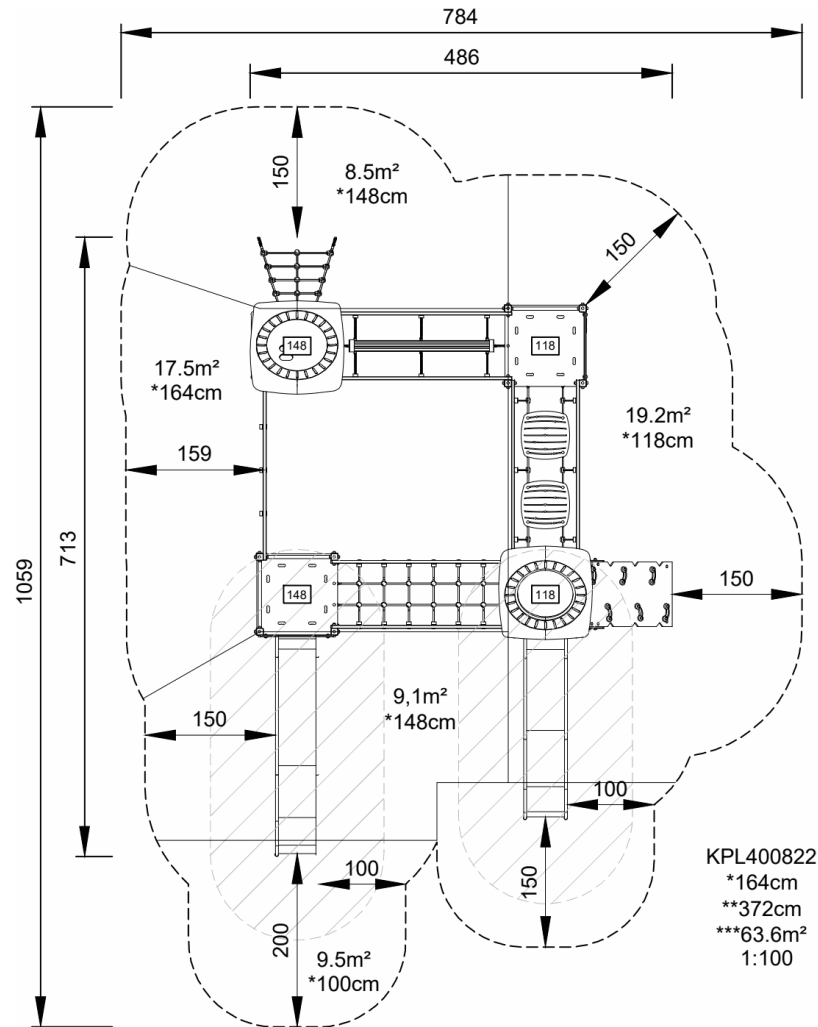 784
486
150
8.5m²
*148cm
150
148
118
17.5m²
*164cm
19.2m²
*118cm
159
713
1059
148
118
150
9,1m²
*148cm
150
100
100
150
200
9.5m²
*100cm
KPL400822
*164cm
**372cm
***63.6m²
1:100